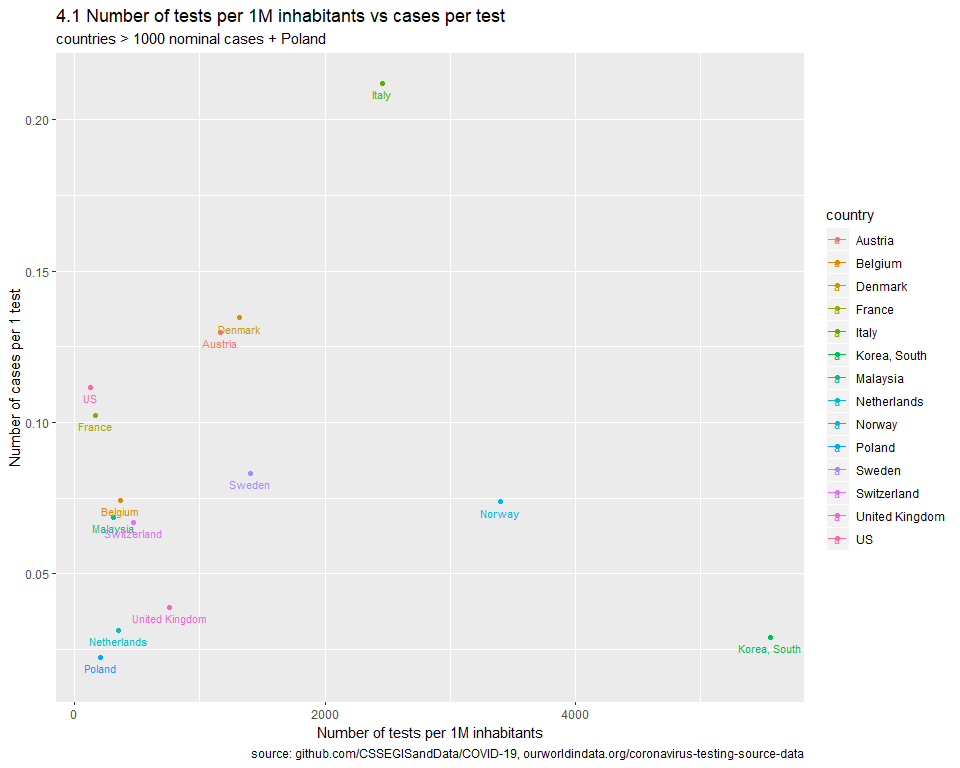 4.1 Number of tests per 1M inhabitants vs cases per test
countries > 1000 nominal cases + Poland
Number of cases per 1 test
0.20
0.15
0.10
0.05
Italy
Denmark
Austria
US
France
Sweden
Belgium
Norway
Malaysia
Switzerland
United Kingdom
Netherlands
Korea, South
Poland
0
2000
4000
Number of tests per 1M inhabitants
source: github.com/CSSEGISandData/COVID-19, ourworldindata.org/coronavirus-testing-source-data
country
a Austria
a Belgium
a Denmark
a France
a Italy
a Korea, South
a Malaysia
a Netherlands
a Norway
a Poland
a Sweden
a Switzerland
a United Kingdom
a US